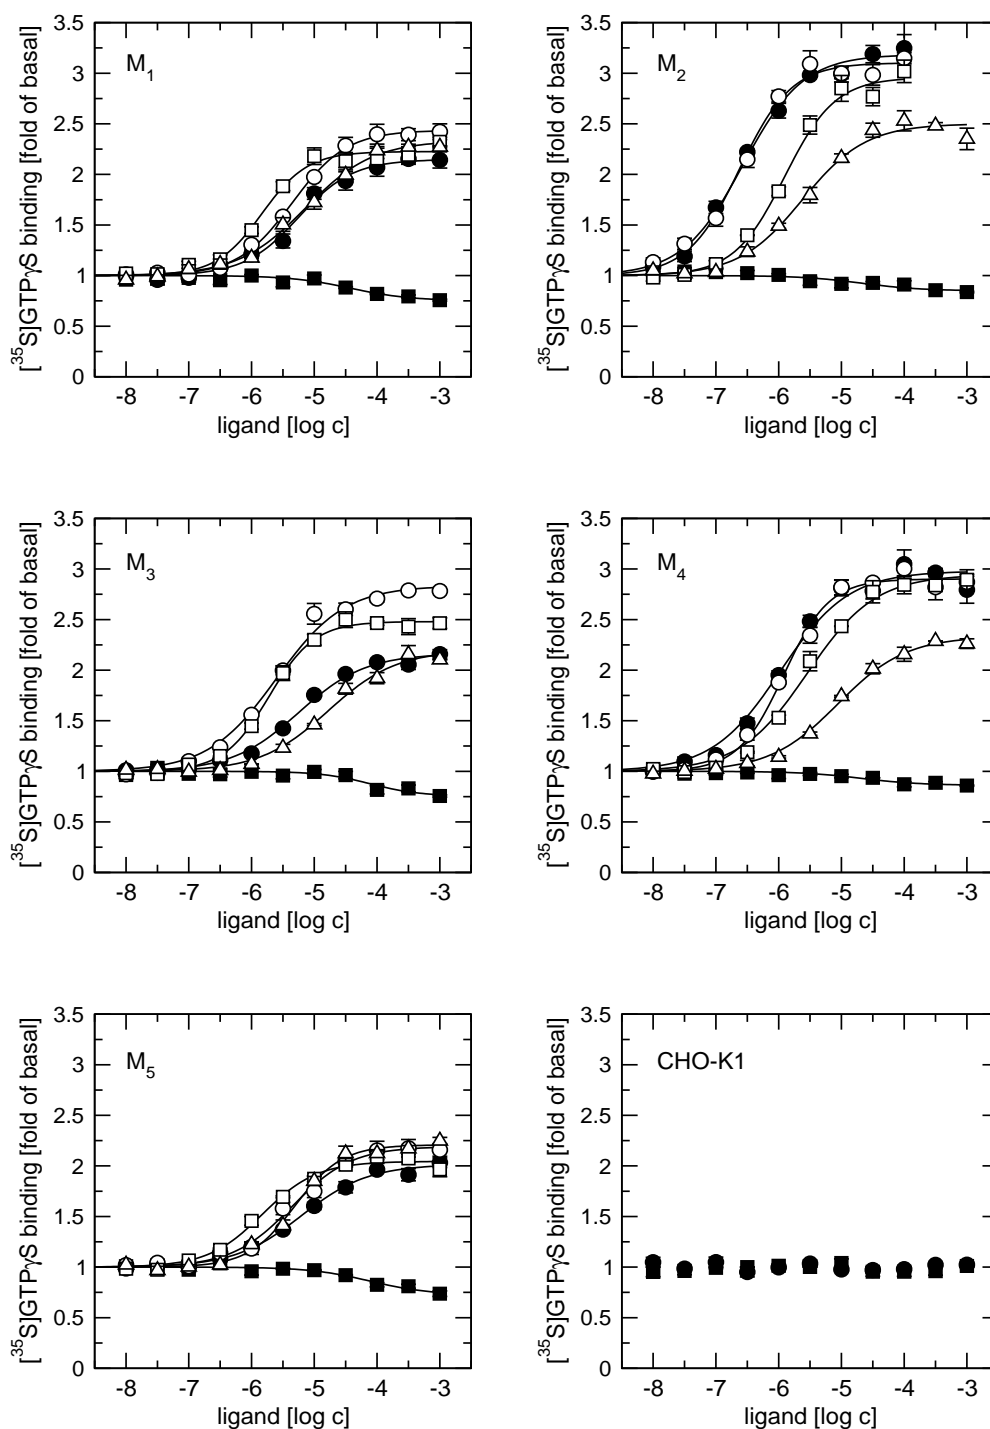 3.5
3
2.5
2
1.5
1
0.5
0
[³⁵S]GTPγS binding [fold of basal]
M₁
-8 -7 -6 -5 -4 -3
ligand [log c]
3.5
3
2.5
2
1.5
1
0.5
0
[³⁵S]GTPγS binding [fold of basal]
M₂
-8 -7 -6 -5 -4 -3
ligand [log c]
3.5
3
2.5
2
1.5
1
0.5
0
[³⁵S]GTPγS binding [fold of basal]
M₃
-8 -7 -6 -5 -4 -3
ligand [log c]
3.5
3
2.5
2
1.5
1
0.5
0
[³⁵S]GTPγS binding [fold of basal]
M₄
-8 -7 -6 -5 -4 -3
ligand [log c]
3.5
3
2.5
2
1.5
1
0.5
0
[³⁵S]GTPγS binding [fold of basal]
M₅
-8 -7 -6 -5 -4 -3
ligand [log c]
3.5
3
2.5
2
1.5
1
0.5
0
[³⁵S]GTPγS binding [fold of basal]
CHO-K1
-8 -7 -6 -5 -4 -3
ligand [log c]